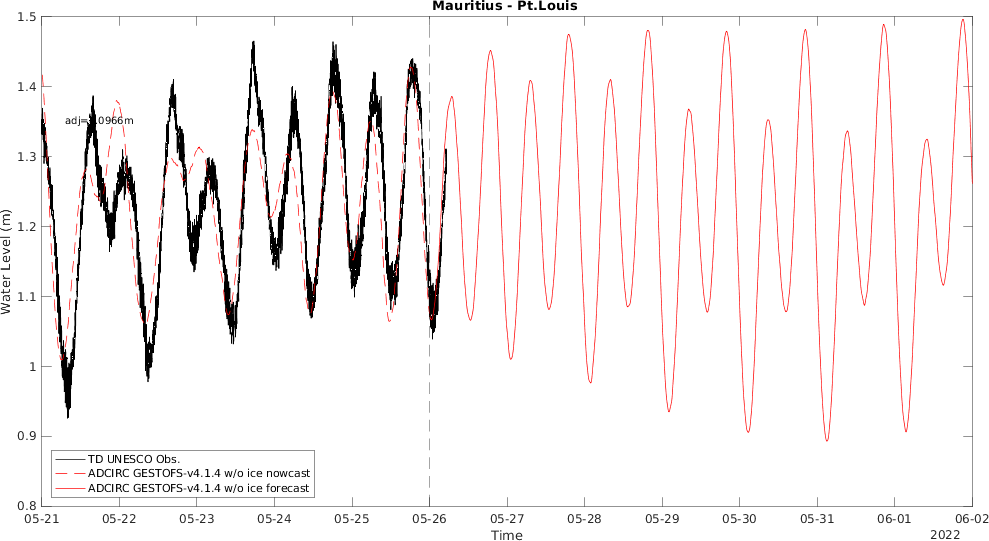 Mauritius - Pt.Louis
1.5
1.4
1.3
1.2
1.1
1
0.9
0.8
Water Level (m)
0966m
TD UNESCO Obs.
ADCIRC GESTOFS-v4.1.4 w/o ice nowcast
ADCIRC GESTOFS-v4.1.4 w/o ice forecast
05-21 05-22 05-23 05-24 05-25 05-26 05-27 05-28 05-29 05-30 05-31 06-01 06-02
Time
2022